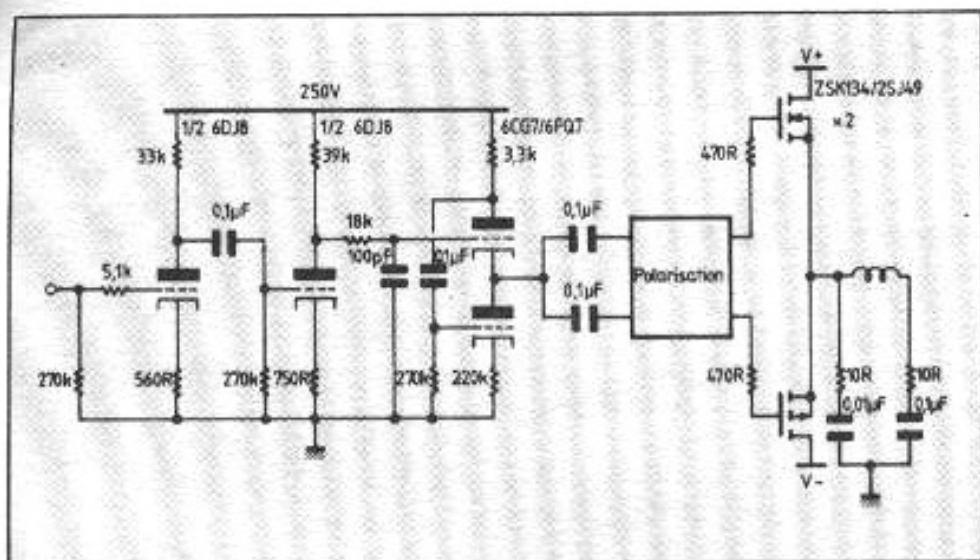 250V
1/2 6DJ8
1/2 6DJ8
6CG7/6FQ7
33k
39k
3,3k
0,1µF
18k
100pF
0,1µF
5,1k
270k
560R
270k
750R
270k
220k
0,1µF
0,1µF
Polarisation
V+
2SK134/2SJ49
x2
470R
470R
10R
10R
0,01µF
0,1µF
V-